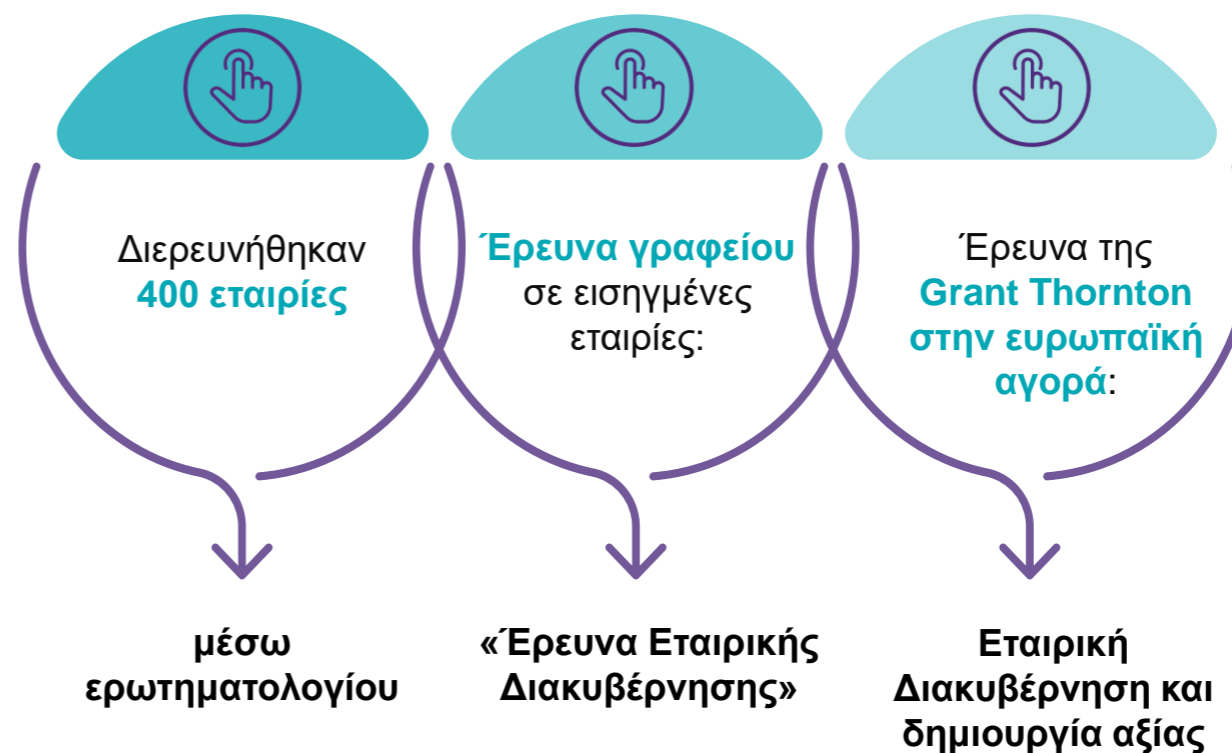 Διερευνήθηκαν
400 εταιρίες
Έρευνα γραφείου
σε εισηγμένες
εταιρίες:
Έρευνα της
Grant Thornton
στην ευρωπαϊκή
αγορά:
μέσω
ερωτηματολογίου
«Έρευνα Εταιρικής
Διακυβέρνησης»
Εταιρική
Διακυβέρνηση και
δημιουργία αξίας